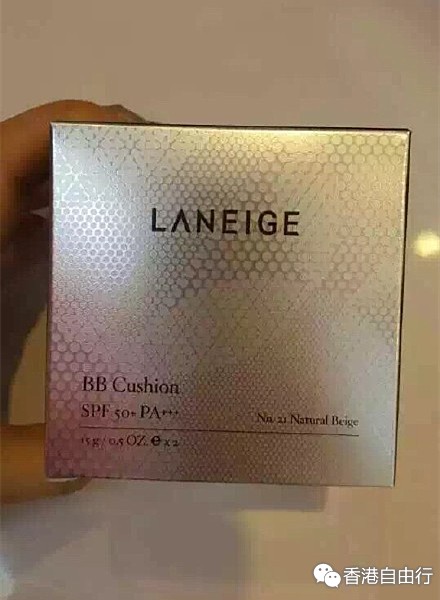 LANEIGE
BB Cushion
SPF 50+ PA+++
No. 21 Natural Beige
15g / 0.5 OZ. e x 2
香港自由行